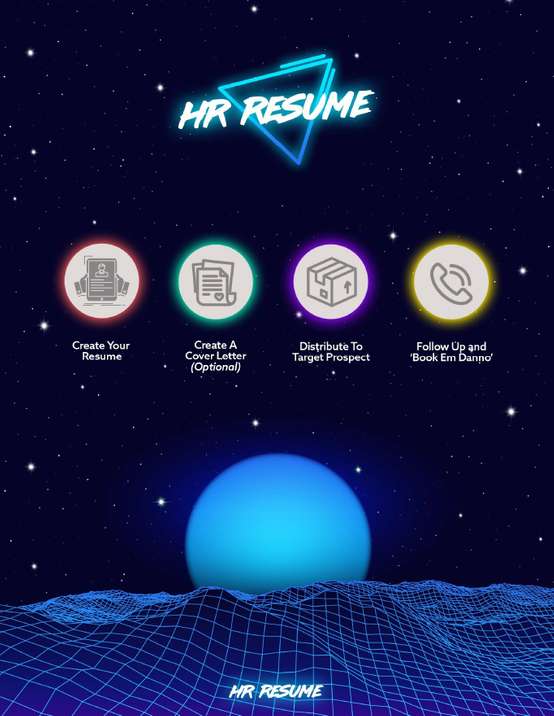 HR RESUME
Create Your
Resume
Create A
Cover Letter
(Optional)
Distribute To
Target Prospect
Follow Up and
'Book Em Danno'
HR RESUME